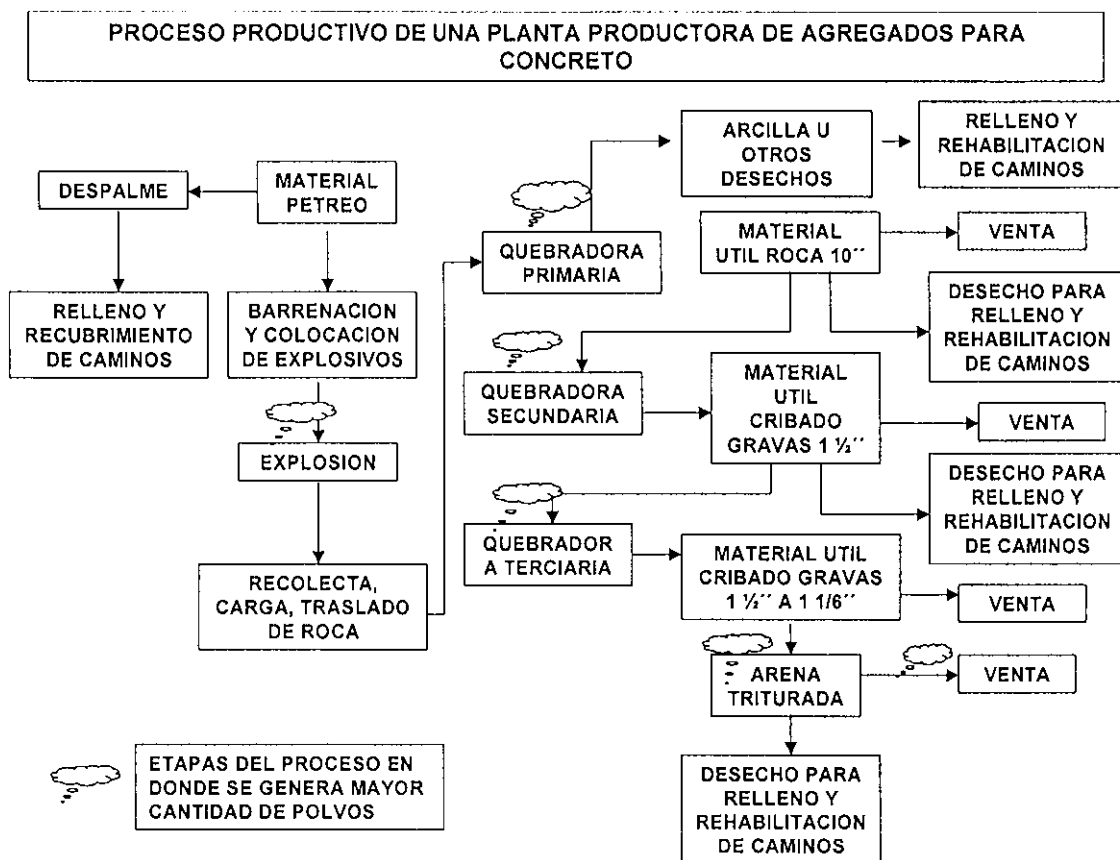 PROCESO PRODUCTIVO DE UNA PLANTA PRODUCTORA DE AGREGADOS PARA
CONCRETO
DESPALME
MATERIAL
PETREO
RELLENO Y
RECUBRIMIENTO
DE CAMINOS
BARRENACION
Y COLOCACION
DE EXPLOSIVOS
EXPLOSION
RECOLECTA,
CARGA, TRASLADO
DE ROCA
QUEBRADORA
PRIMARIA
ARCILLA U
OTROS
DESECHOS
RELLENO Y
REHABILITACION
DE CAMINOS
MATERIAL
UTIL ROCA 10´´
VENTA
DESECHO PARA
RELLENO Y
REHABILITACION
DE CAMINOS
QUEBRADORA
SECUNDARIA
MATERIAL
UTIL
CRIBADO
GRAVAS 1 ½´´
VENTA
DESECHO PARA
RELLENO Y
REHABILITACION
DE CAMINOS
QUEBRADOR
A TERCIARIA
MATERIAL UTIL
CRIBADO GRAVAS
1 ½´´ A 1 1/6´´
VENTA
ARENA
TRITURADA
VENTA
DESECHO PARA
RELLENO Y
REHABILITACION
DE CAMINOS
ETAPAS DEL PROCESO EN
DONDE SE GENERA MAYOR
CANTIDAD DE POLVOS